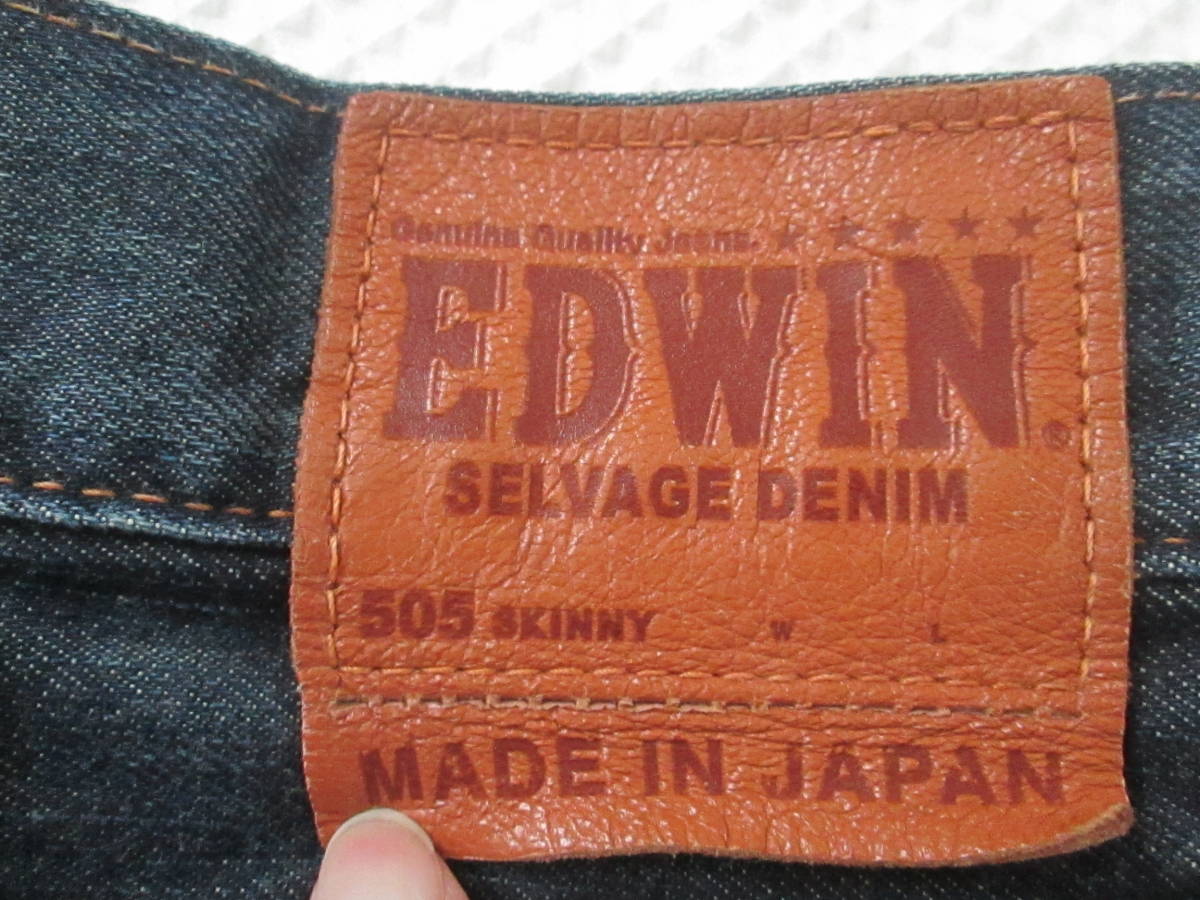 Genuine Quality Jeans. ★ ★ ★ ★ ★
EDWIN®
SELVAGE DENIM
505 SKINNY W L
MADE IN JAPAN